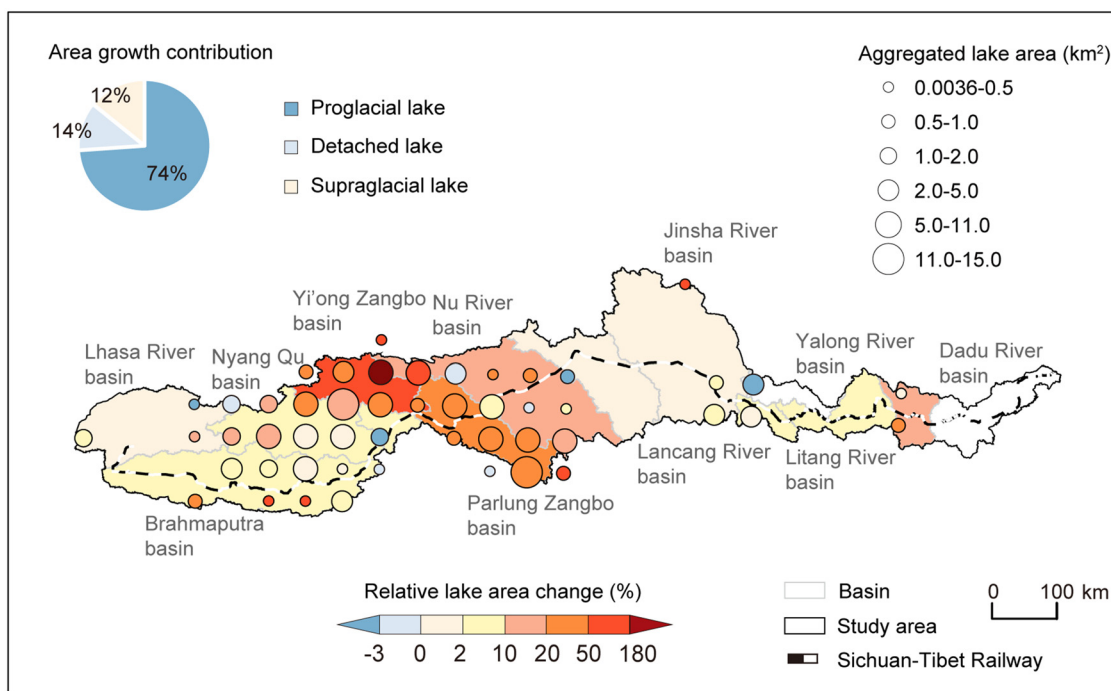 Area growth contribution
12%
14%
74%
Proglacial lake
Detached lake
Supraglacial lake
Aggregated lake area (km²)
0.0036-0.5
0.5-1.0
1.0-2.0
2.0-5.0
5.0-11.0
11.0-15.0
Jinsha River
basin
Yi'ong Zangbo
basin
Nu River
basin
Lhasa River
basin
Nyang Qu
basin
Yalong River
basin
Dadu River
basin
Lancang River
basin
Litang River
basin
Parlung Zangbo
basin
Brahmaputra
basin
Relative lake area change (%)
-3 0 2 10 20 50 180
Basin
Study area
Sichuan-Tibet Railway
0 100 km